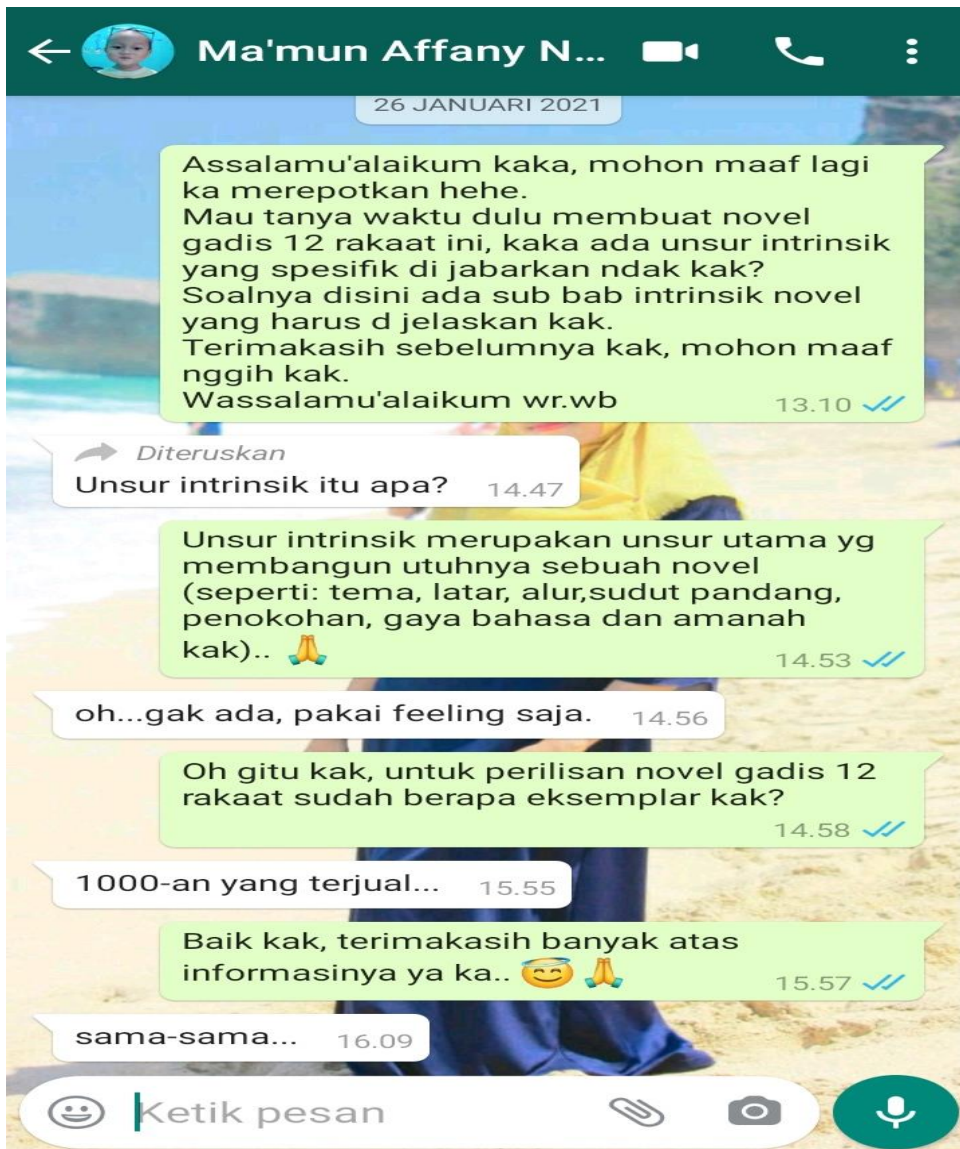 Ma'mun Affany N...
26 JANUARI 2021
Assalamu'alaikum kaka, mohon maaf lagi
ka merepotkan hehe.
Mau tanya waktu dulu membuat novel
gadis 12 rakaat ini, kaka ada unsur intrinsik
yang spesifik di jabarkan ndak kak?
Soalnya disini ada sub bab intrinsik novel
yang harus d jelaskan kak.
Terimakasih sebelumnya kak, mohon maaf
nggih kak.
Wassalamu'alaikum wr.wb 13.10
Diteruskan
Unsur intrinsik itu apa? 14.47
Unsur intrinsik merupakan unsur utama yg
membangun utuhnya sebuah novel
(seperti: tema, latar, alur,sudut pandang,
penokohan, gaya bahasa dan amanah
kak).. 🙏 14.53
oh...gak ada, pakai feeling saja. 14.56
Oh gitu kak, untuk perilisan novel gadis 12
rakaat sudah berapa eksemplar kak?
14.58
1000-an yang terjual... 15.55
Baik kak, terimakasih banyak atas
informasinya ya ka.. 😇 🙏 15.57
sama-sama... 16.09
Ketik pesan